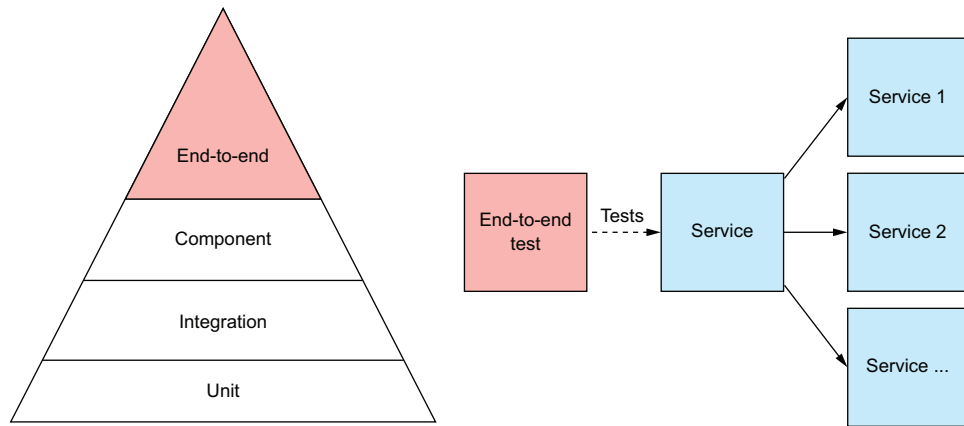 End-to-end
Component
Integration
Unit
End-to-end
test
Tests
Service
Service 1
Service 2
Service ...